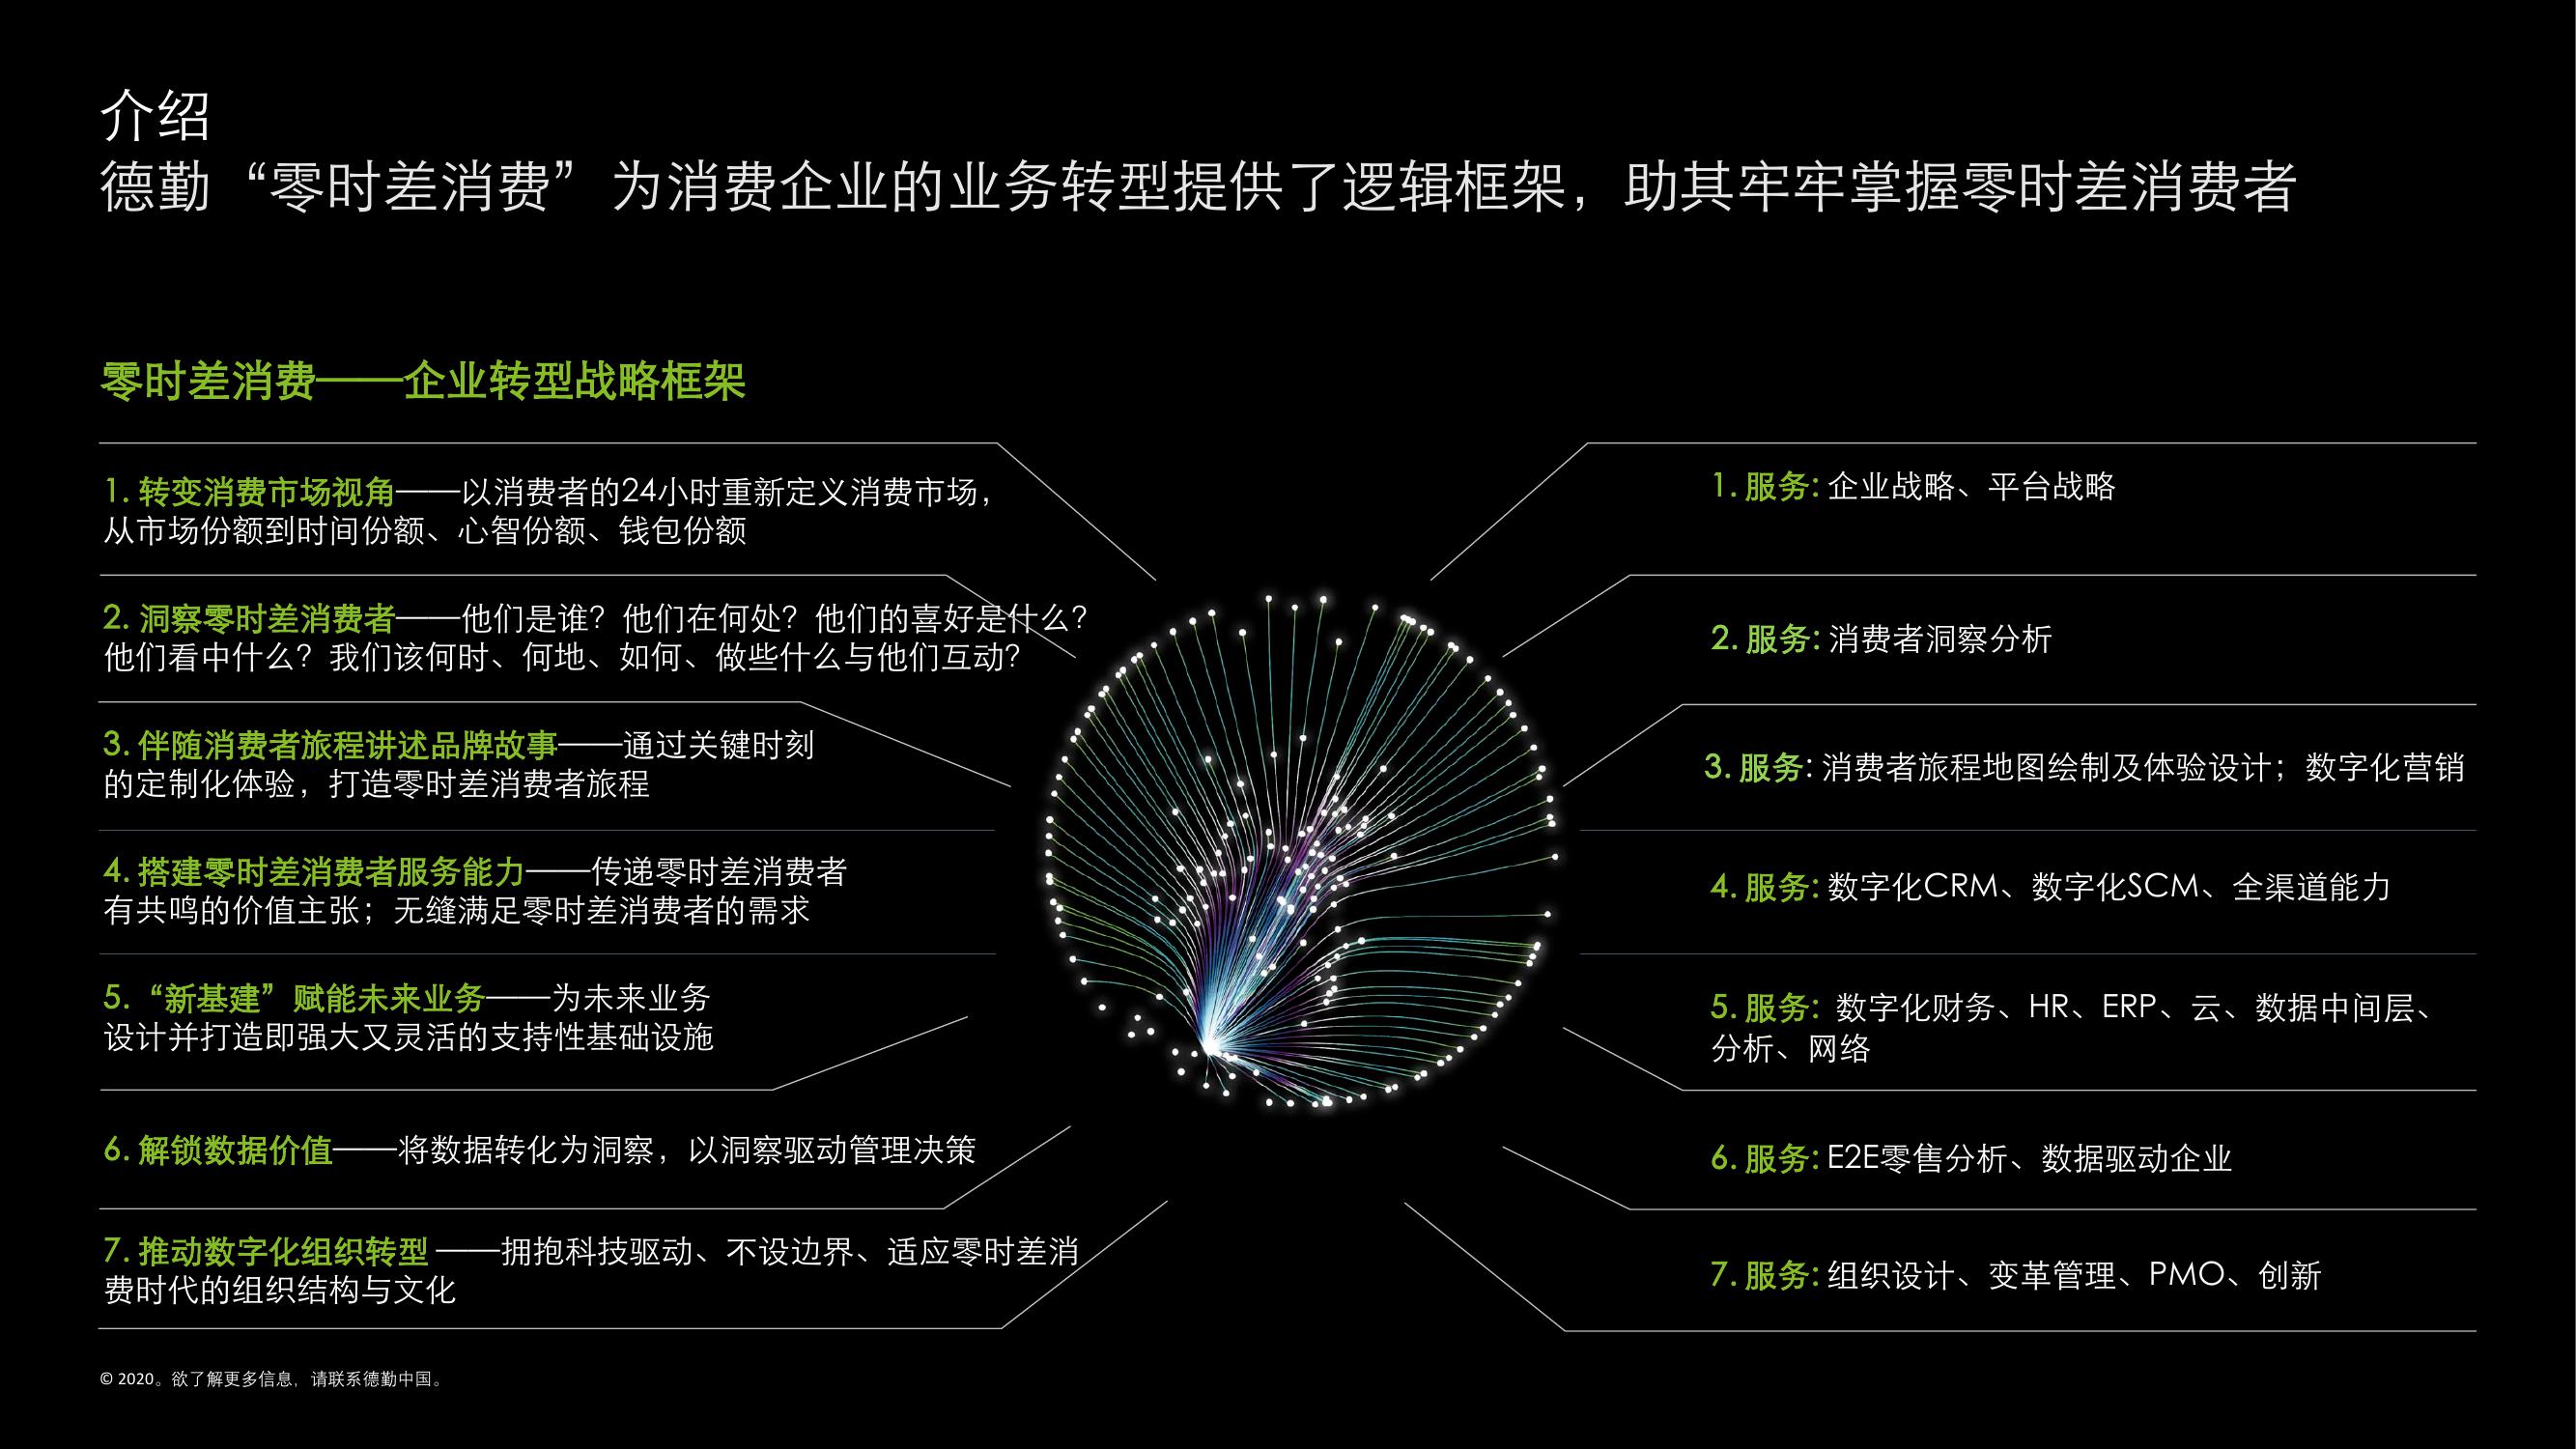 介绍
德勤“零时差消费”为消费企业的业务转型提供了逻辑框架，助其牢牢掌握零时差消费者
零时差消费——企业转型战略框架
1. 转变消费市场视角——以消费者的24小时重新定义消费市场，
从市场份额到时间份额、心智份额、钱包份额
2. 洞察零时差消费者——他们是谁？他们在何处？他们的喜好是什么？
他们看中什么？我们该何时、何地、如何、做些什么与他们互动？
3. 伴随消费者旅程讲述品牌故事——通过关键时刻
的定制化体验，打造零时差消费者旅程
4. 搭建零时差消费者服务能力——传递零时差消费者
有共鸣的价值主张；无缝满足零时差消费者的需求
5.“新基建”赋能未来业务——为未来业务
设计并打造即强大又灵活的支持性基础设施
6. 解锁数据价值——将数据转化为洞察，以洞察驱动管理决策
7. 推动数字化组织转型 ——拥抱科技驱动、不设边界、适应零时差消
费时代的组织结构与文化
1. 服务: 企业战略、平台战略
2. 服务: 消费者洞察分析
3. 服务: 消费者旅程地图绘制及体验设计；数字化营销
4. 服务: 数字化CRM、数字化SCM、全渠道能力
5. 服务: 数字化财务、HR、ERP、云、数据中间层、
分析、网络
6. 服务: E2E零售分析、数据驱动企业
7. 服务: 组织设计、变革管理、PMO、创新
© 2020。欲了解更多信息，请联系德勤中国。